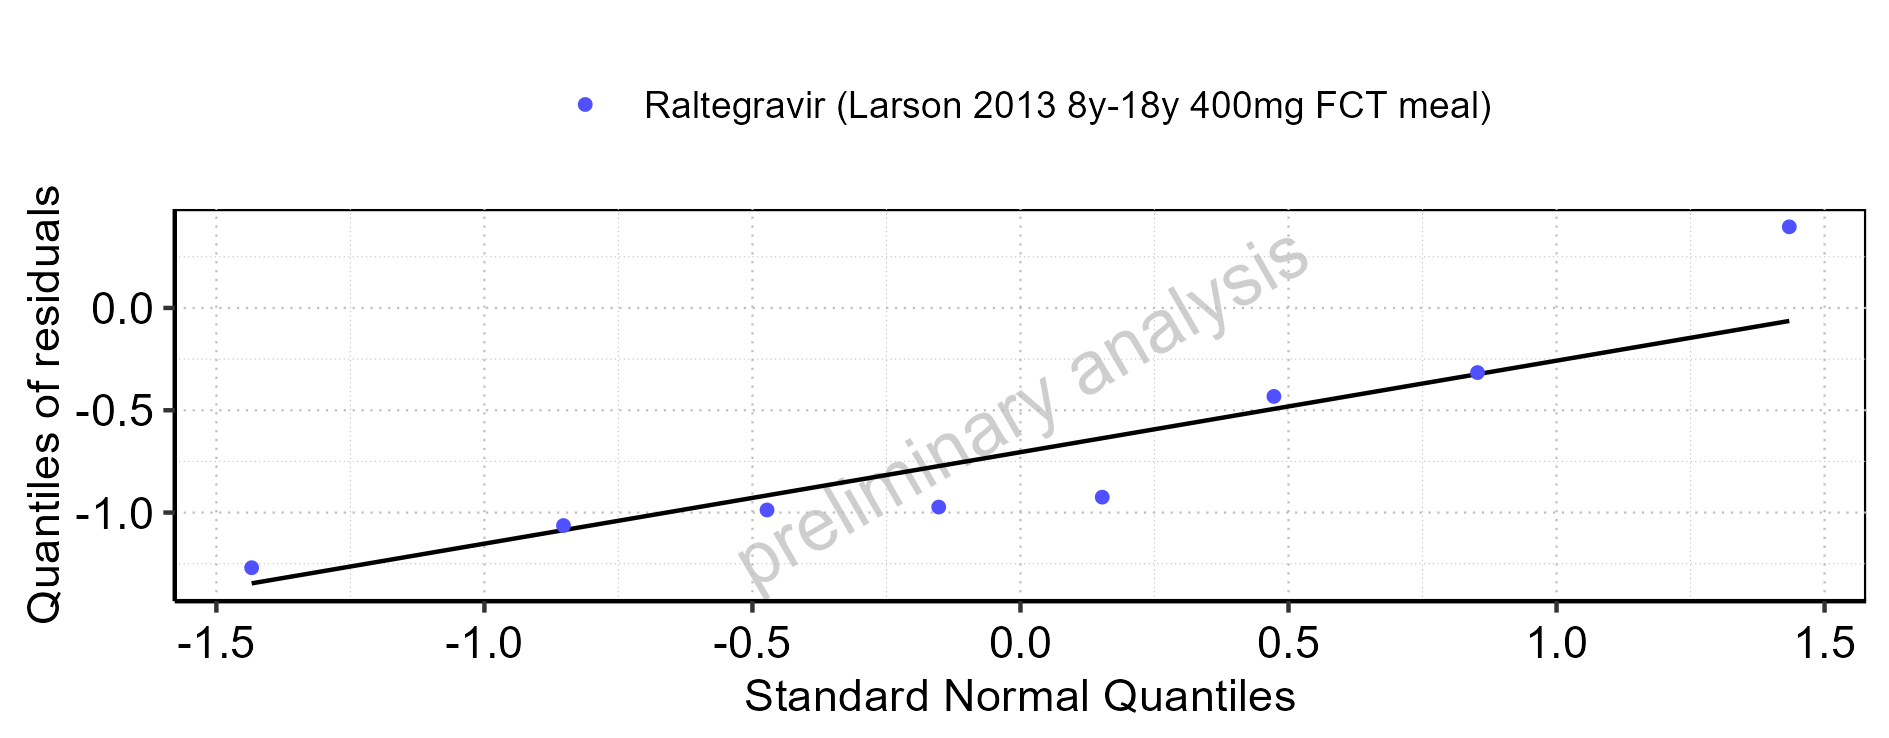 Raltegravir (Larson 2013 8y-18y 400mg FCT meal)
Quantiles of residuals
0.0
-0.5
-1.0
preliminary analysis
-1.5 -1.0 -0.5 0.0 0.5 1.0 1.5
Standard Normal Quantiles